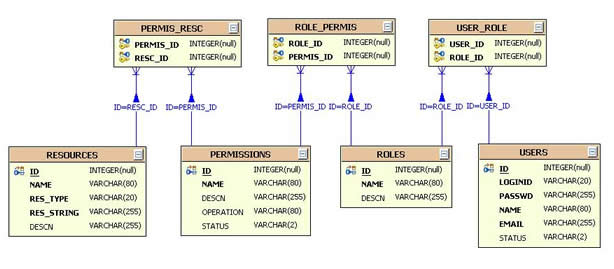 PERMIS_RESC
PERMIS_ID INTEGER(null)
RESC_ID INTEGER(null)
ROLE_PERMIS
ROLE_ID INTEGER(null)
PERMIS_ID INTEGER(null)
USER_ROLE
USER_ID INTEGER(null)
ROLE_ID INTEGER(null)
ID=RESC_ID
ID=PERMIS_ID
ID=PERMIS_ID
ID=ROLE_ID
ID=ROLE_ID
ID=USER_ID
RESOURCES
ID INTEGER(null)
NAME VARCHAR(80)
RES_TYPE VARCHAR(20)
RES_STRING VARCHAR(255)
DESCN VARCHAR(255)
PERMISSIONS
ID INTEGER(null)
NAME VARCHAR(80)
DESCN VARCHAR(255)
OPERATION VARCHAR(80)
STATUS VARCHAR(2)
ROLES
ID INTEGER(null)
NAME VARCHAR(80)
DESCN VARCHAR(255)
USERS
ID INTEGER(null)
LOGINID VARCHAR(20)
PASSWD VARCHAR(255)
NAME VARCHAR(80)
EMAIL VARCHAR(255)
STATUS VARCHAR(2)